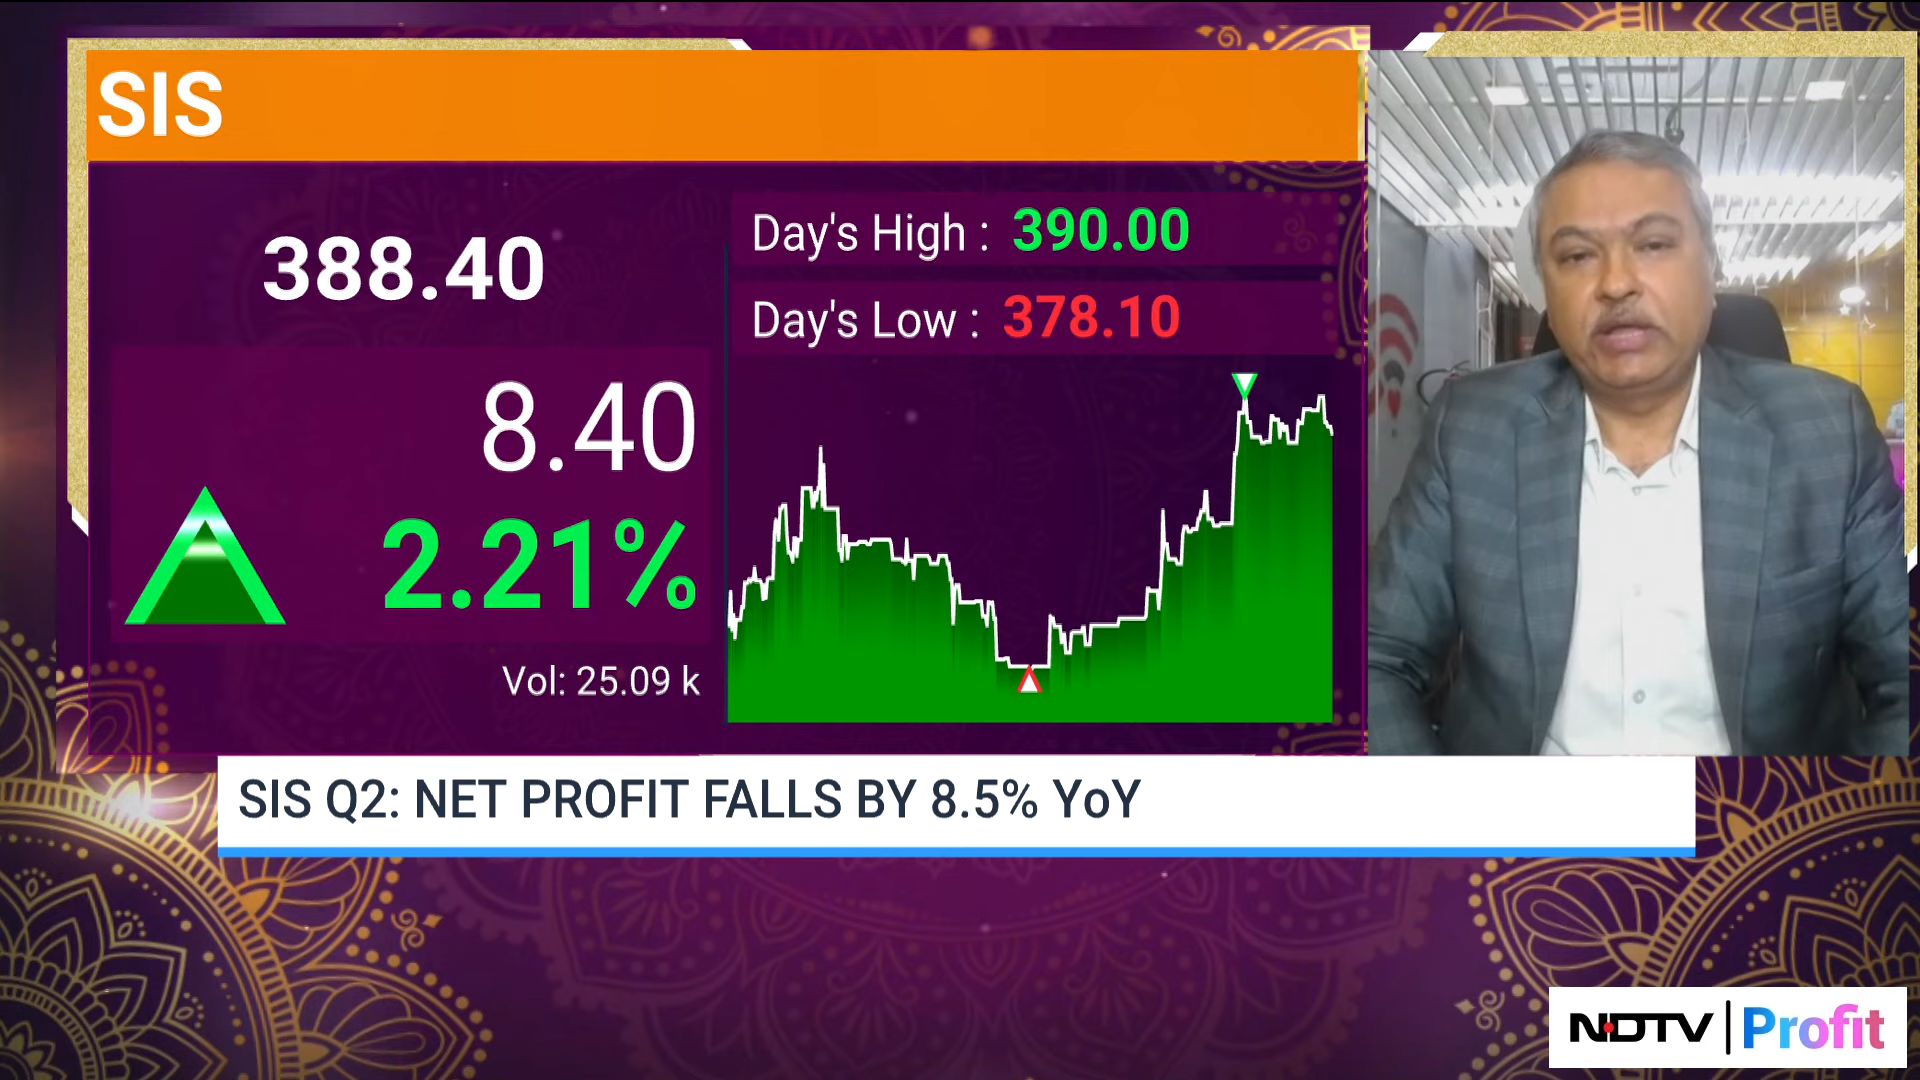 SIS
388.40
8.40
2.21%
Vol: 25.09 k
Day's High : 390.00
Day's Low : 378.10
SIS Q2: NET PROFIT FALLS BY 8.5% YoY
NDTV | Profit